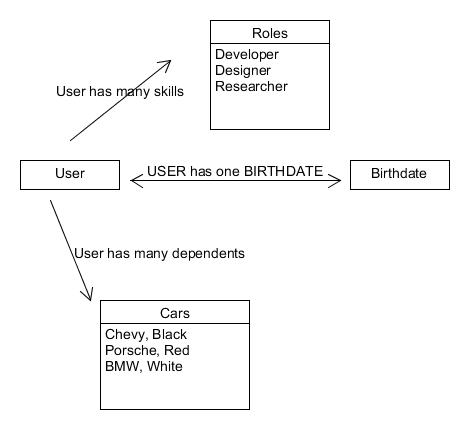 Roles
Developer
Designer
Researcher
User has many skills
User
USER has one BIRTHDATE
Birthdate
User has many dependents
Cars
Chevy, Black
Porsche, Red
BMW, White